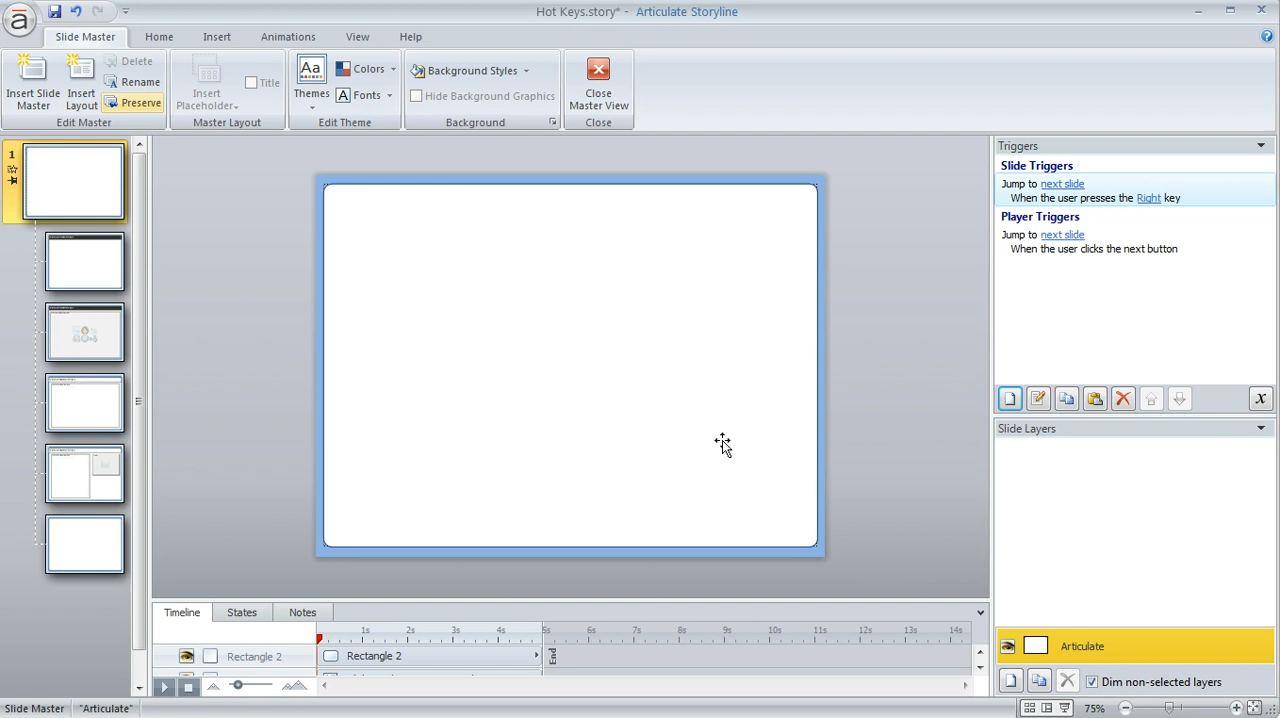 Hot Keys.story* - Articulate Storyline
Slide Master
Home
Insert
Animations
View
Help
Insert Slide Master
Insert Layout
Delete
Rename
Preserve
Edit Master
Insert Placeholder
Title
Master Layout
Aa
Themes
Colors
A Fonts
Edit Theme
Background Styles
Hide Background Graphics
Background
Close Master View
Close
1
Triggers
Slide Triggers
Jump to next slide
When the user presses the Right key
Player Triggers
Jump to next slide
When the user clicks the next button
x
Slide Layers
Timeline
States
Notes
1s 2s 3s 4s 5s 6s 7s 8s 9s 10s 11s 12s 13s 14s
Rectangle 2
Rectangle 2
End
Articulate
Dim non-selected layers
Slide Master
"Articulate"
75%